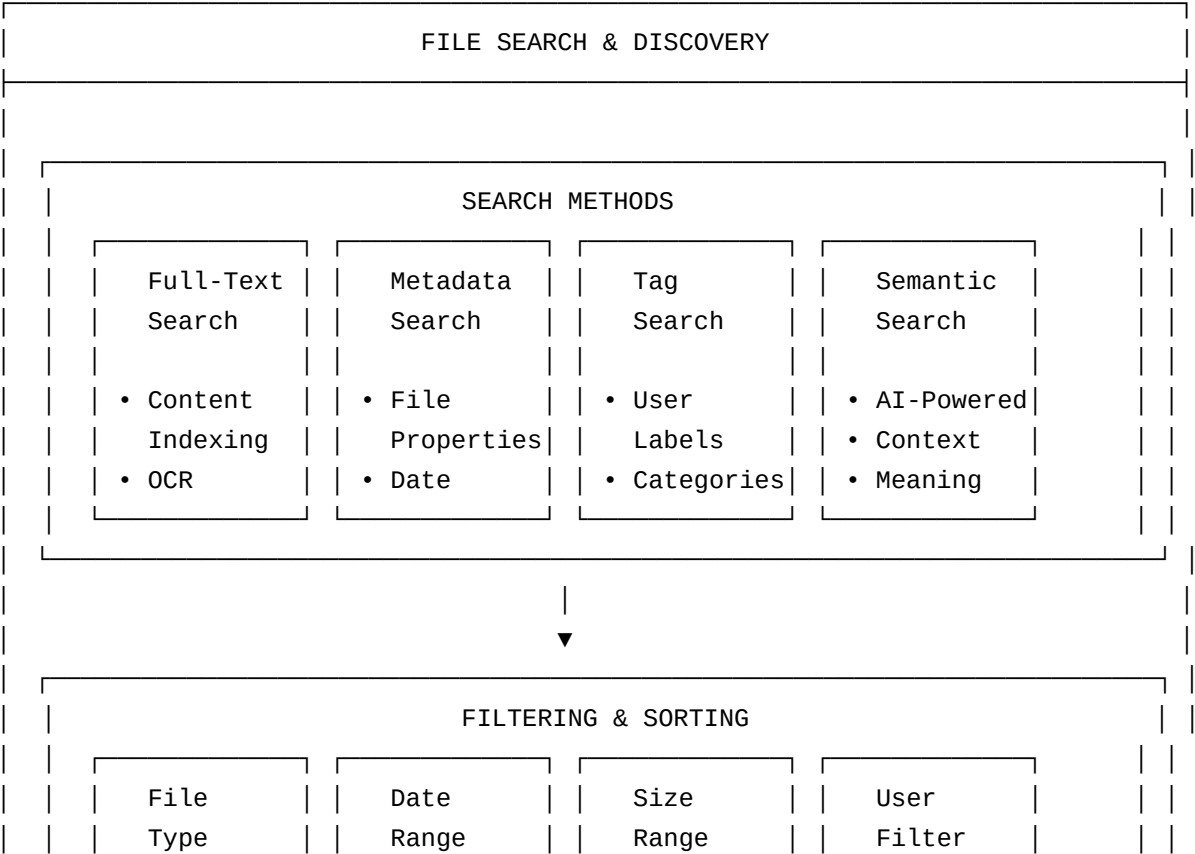 FILE SEARCH & DISCOVERY
SEARCH METHODS
Full-Text Metadata Tag Semantic
Search Search Search Search
• Content • File • User • AI-Powered
Indexing Properties Labels • Context
• OCR • Date • Categories • Meaning
FILTERING & SORTING
File Date Size User
Type Range Range Filter